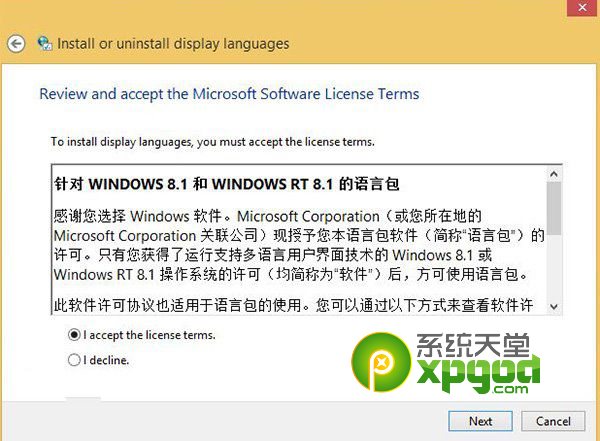 Install or uninstall display languages
Review and accept the Microsoft Software License Terms
To install display languages, you must accept the license terms.
针对 WINDOWS 8.1 和 WINDOWS RT 8.1 的语言包
感谢您选择 Windows 软件。Microsoft Corporation（或您所在地的
Microsoft Corporation 关联公司）现授予您本语言包软件（简称“语言包”）的
许可。只有您获得了运行支持多语言用户界面技术的 Windows 8.1 或
Windows RT 8.1 操作系统的许可（均简称为“软件”）后，方可使用语言包。
此软件许可协议也适用于语言包的使用。您可以通过以下方式来查看软件许
I accept the license terms.
I decline.
系统天堂
xpgod
.com
Next
Cancel